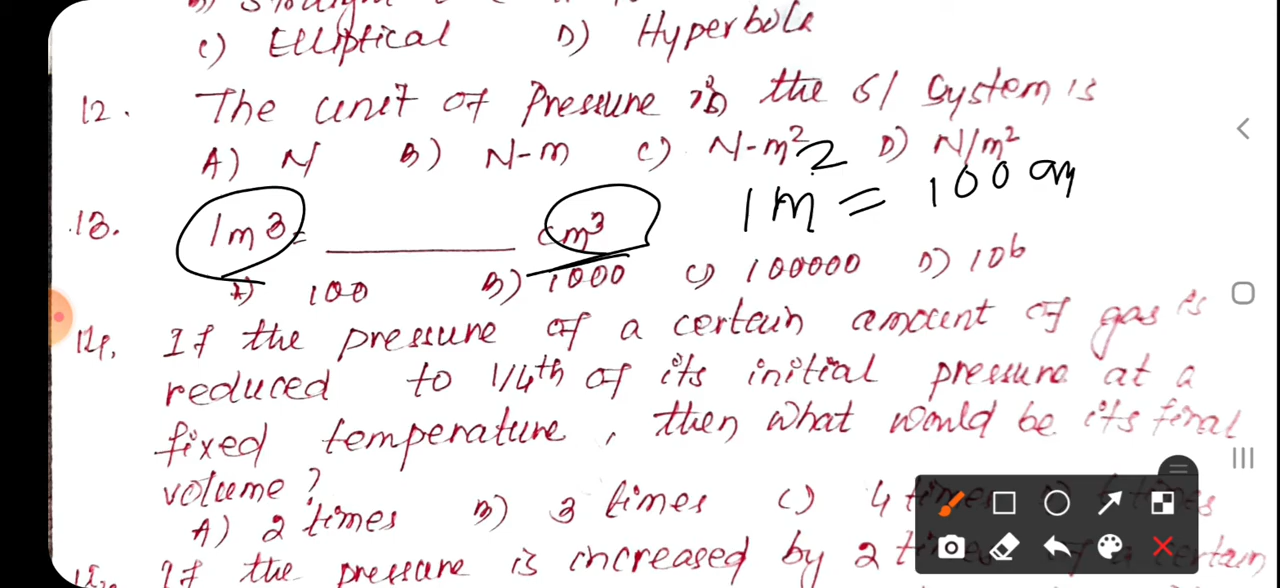 C) Elliptical D) Hyperbola
12. The unit of Pressure in the SI System is
A) N B) N-m C) N-m² 2 D) N/m²
1m = 100 cm
13. 1m3 = ________ cm³
A) 100 B) 1000 C) 100000 D) 106
14. If the pressure of a certain amount of gas is
reduced to 1/4th of its initial pressure at a
fixed temperature, then what would be its final
volume?
A) 2 times B) 3 times C) 4
If the pressure is increased by 2